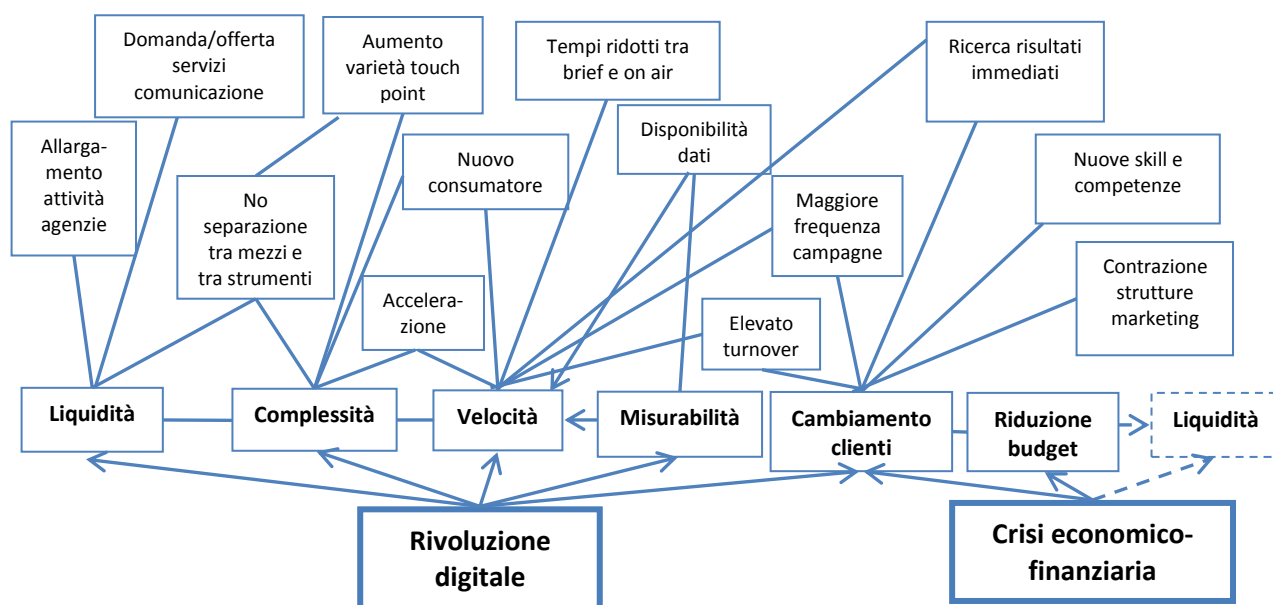 Domanda/offerta
servizi
comunicazione
Aumento
varietà touch
point
Tempi ridotti tra
brief e on air
Ricerca risultati
immediati
Allarga-
mento
attività
agenzie
No
separazione
tra mezzi e
tra strumenti
Nuovo
consumatore
Disponibilità
dati
Maggiore
frequenza
campagne
Nuove skill e
competenze
Accelera-
zione
Elevato
turnover
Contrazione
strutture
marketing
Liquidità
Complessità
Velocità
Misurabilità
Cambiamento
clienti
Riduzione
budget
Liquidità
Rivoluzione
digitale
Crisi economico-
finanziaria